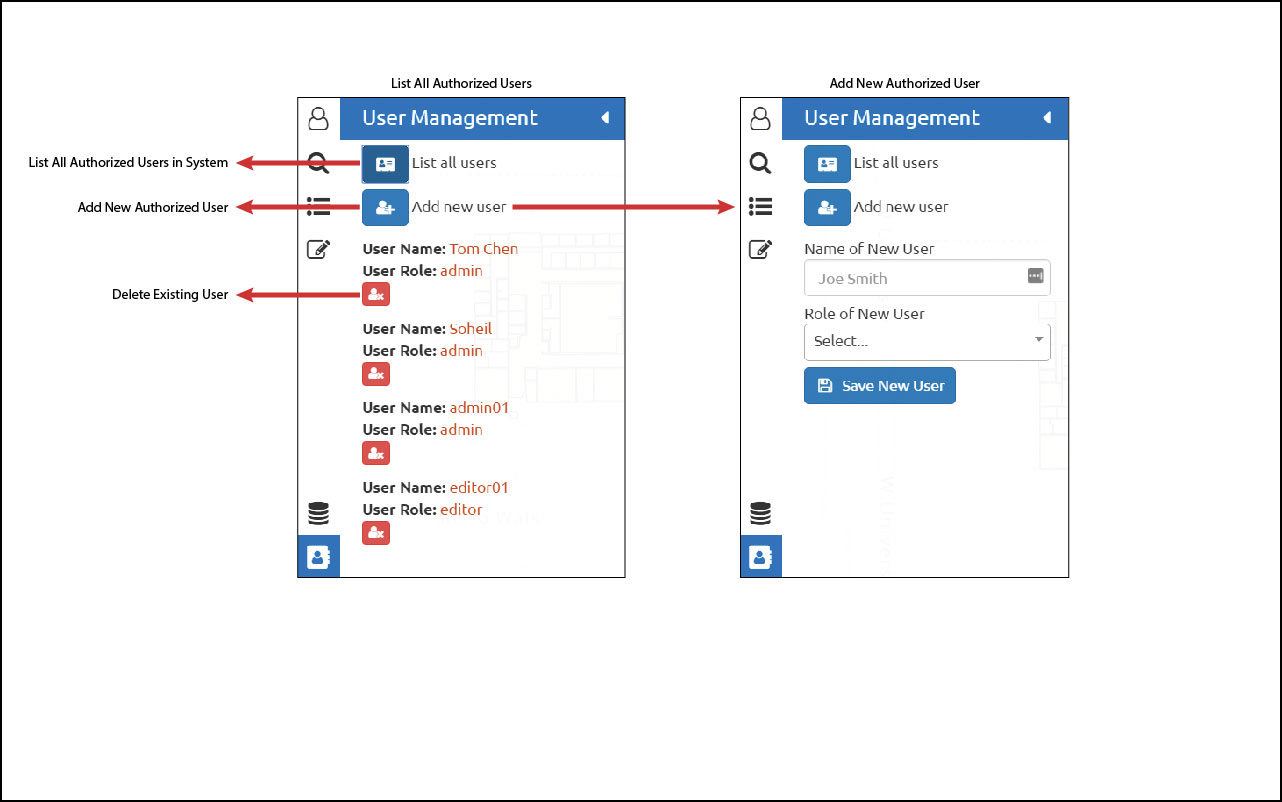 List All Authorized Users
User Management
List All Authorized Users in System
List all users
Add New Authorized User
Add new user
User Name: Tom Chen
User Role: admin
Delete Existing User
User Name: Soheil
User Role: admin
User Name: admin01
User Role: admin
User Name: editor01
User Role: editor
Add New Authorized User
User Management
List all users
Add new user
Name of New User
Joe Smith
Role of New User
Select...
Save New User